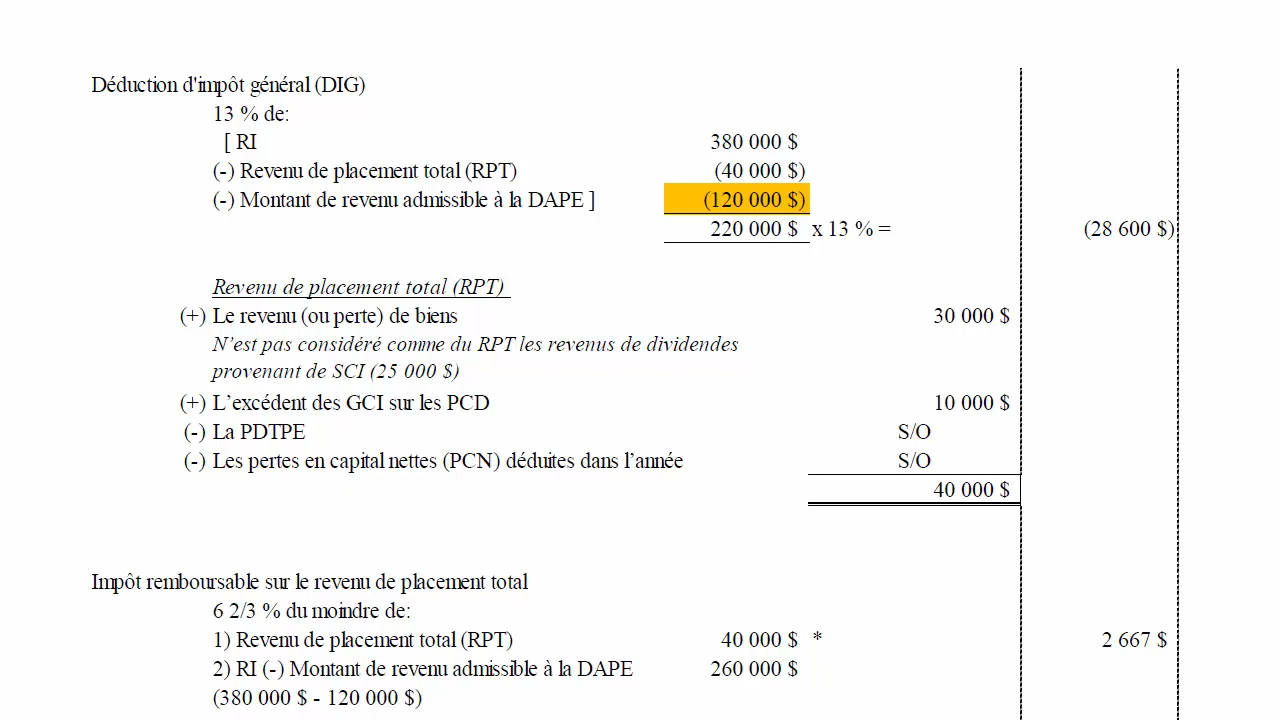 Déduction d'impôt général (DIG)
13 % de:
[ RI 380 000 $
(-) Revenu de placement total (RPT) (40 000 $)
(-) Montant de revenu admissible à la DAPE ] (120 000 $)
220 000 $ x 13 % = (28 600 $)
Revenu de placement total (RPT)
(+) Le revenu (ou perte) de biens 30 000 $
N'est pas considéré comme du RPT les revenus de dividendes
provenant de SCI (25 000 $)
(+) L'excédent des GCI sur les PCD 10 000 $
(-) La PDTPE S/O
(-) Les pertes en capital nettes (PCN) déduites dans l'année S/O
40 000 $
Impôt remboursable sur le revenu de placement total
6 2/3 % du moindre de:
1) Revenu de placement total (RPT) 40 000 $ * 2 667 $
2) RI (-) Montant de revenu admissible à la DAPE 260 000 $
(380 000 $ - 120 000 $)